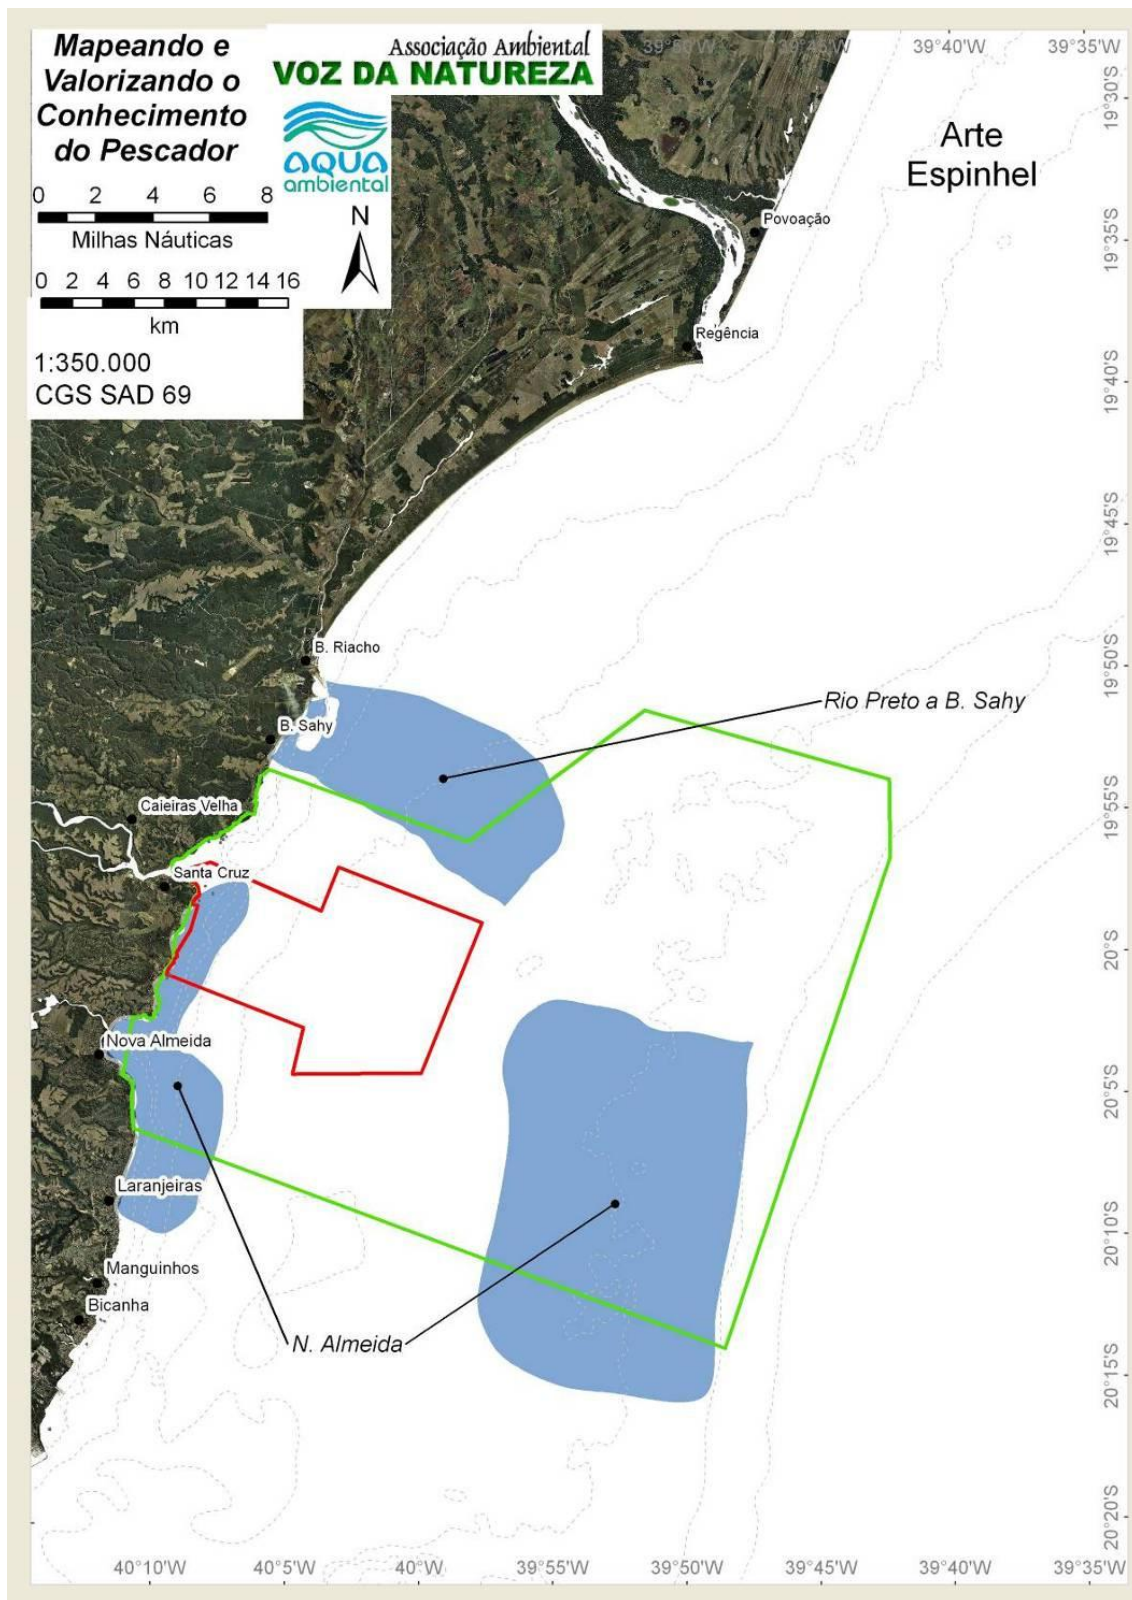 Mapeando e
Valorizando o
Conhecimento
do Pescador
Associação Ambiental
VOZ DA NATUREZA
AQUA
ambiental
0 2 4 6 8
Milhas Náuticas
0 2 4 6 8 10 12 14 16
km
1:350.000
CGS SAD 69
N
39°50'W 39°45'W 39°40'W 39°35'W
Arte
Espinhel
19°30'S
19°35'S
19°40'S
19°45'S
19°50'S
19°55'S
20°S
20°5'S
20°10'S
20°15'S
20°20'S
Povoação
Regência
B. Riacho
B. Sahy
Rio Preto a B. Sahy
Caieiras Velha
Santa Cruz
Nova Almeida
Laranjeiras
Manguinhos
Bicanha
N. Almeida
40°10'W 40°5'W 40°W 39°55'W 39°50'W 39°45'W 39°40'W 39°35'W